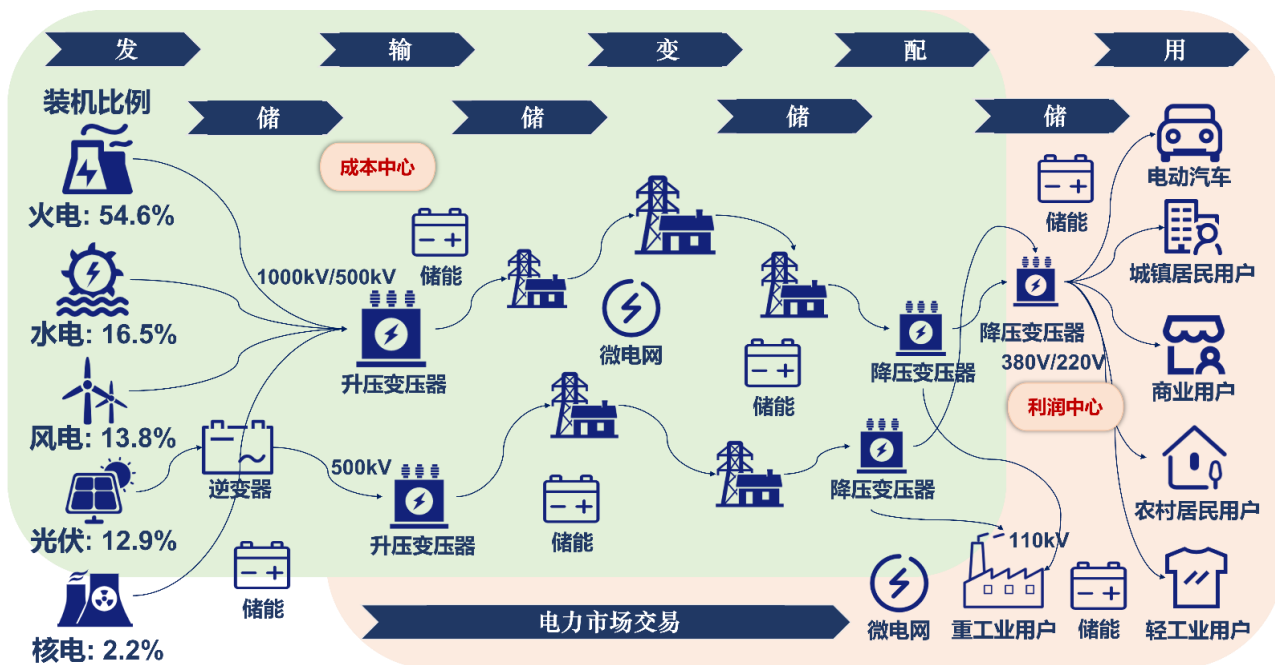 发
输
变
配
用
储
储
储
储
装机比例
成本中心
火电: 54.6%
水电: 16.5%
风电: 13.8%
光伏: 12.9%
核电: 2.2%
逆变器
储能
1000kV/500kV
升压变压器
储能
500kV
升压变压器
微电网
储能
储能
降压变压器
降压变压器
储能
降压变压器
380V/220V
利润中心
电动汽车
城镇居民用户
商业用户
农村居民用户
轻工业用户
110kV
微电网
重工业用户
储能
电力市场交易